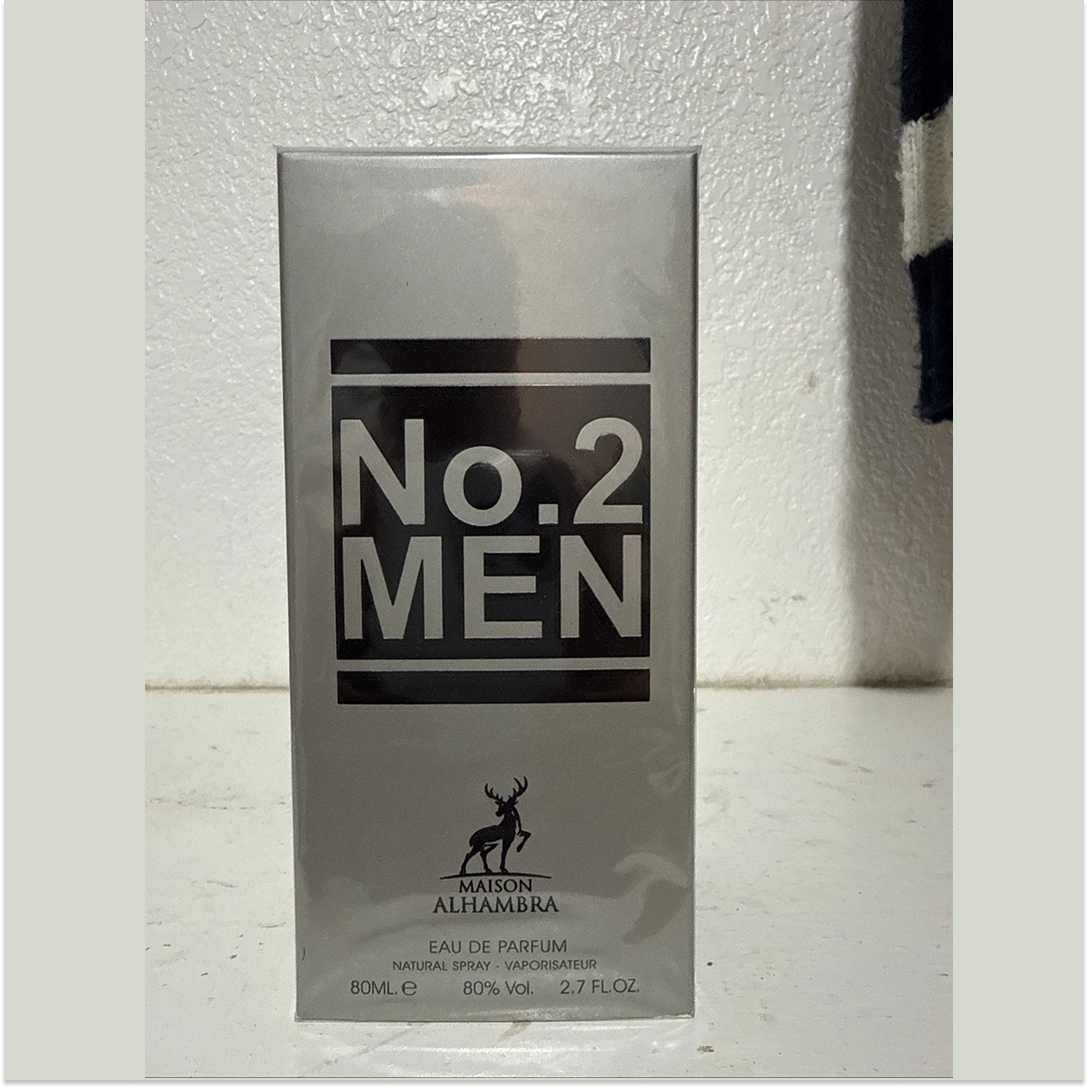 No.2
MEN
MAISON
ALHAMBRA
EAU DE PARFUM
NATURAL SPRAY - VAPORISATEUR
80ML. ℮ 80% Vol. 2.7 FL.OZ.